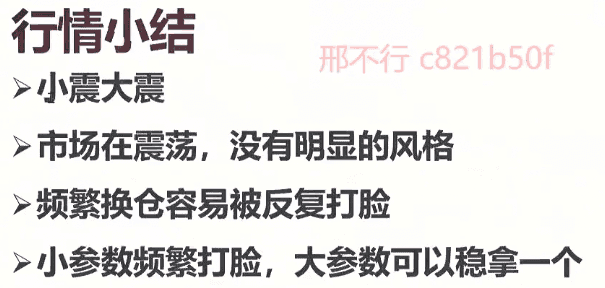 行情小结
邢不行 c821b50f
➢小震大震
➢市场在震荡，没有明显的风格
➢频繁换仓容易被反复打脸
➢小参数频繁打脸，大参数可以稳拿一个